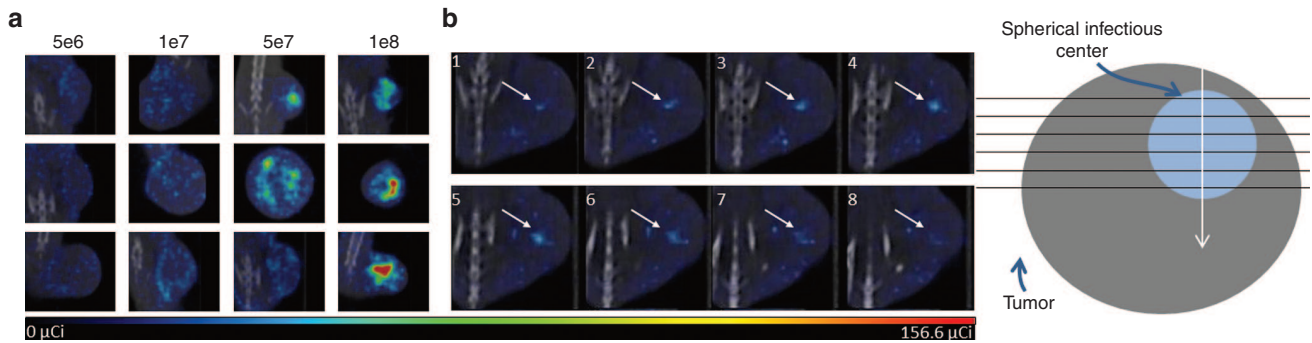 a
5e6 1e7 5e7 1e8
b
1 2 3 4
5 6 7 8
Spherical infectious
center
Tumor
0 µCi 156.6 µCi